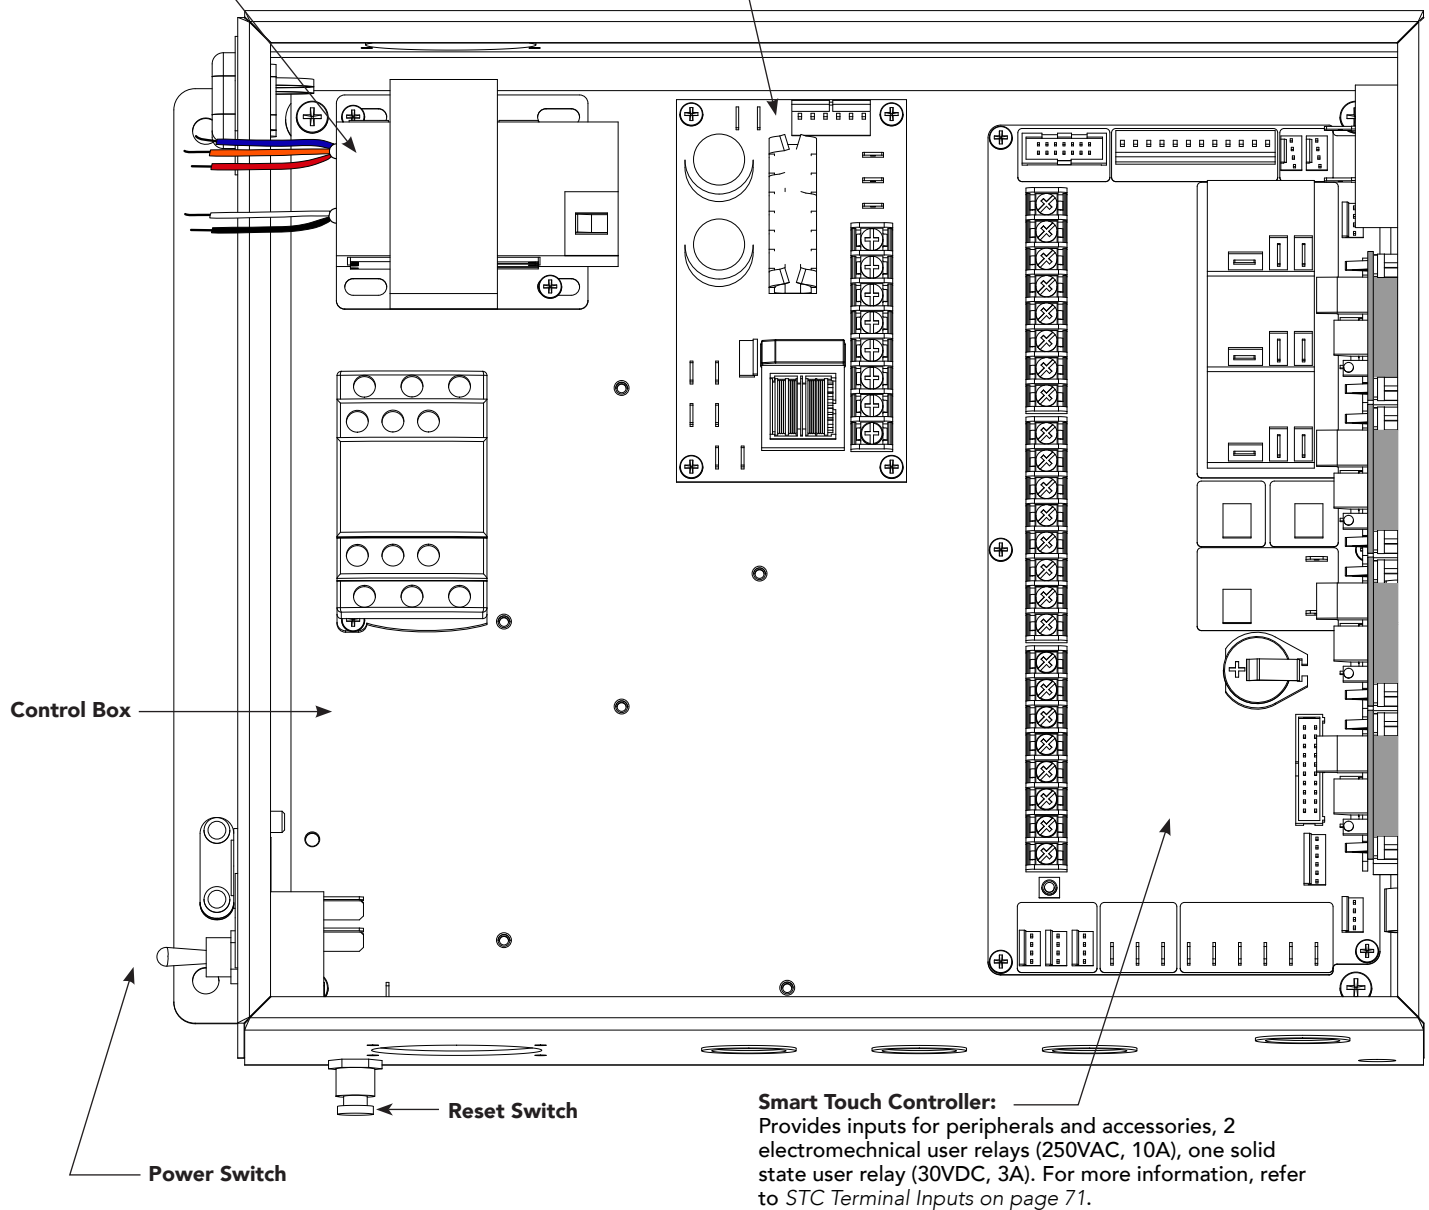 Control Box
Reset Switch
Power Switch
Smart Touch Controller:
Provides inputs for peripherals and accessories, 2
electromechnical user relays (250VAC, 10A), one solid
state user relay (30VDC, 3A). For more information, refer
to STC Terminal Inputs on page 71.